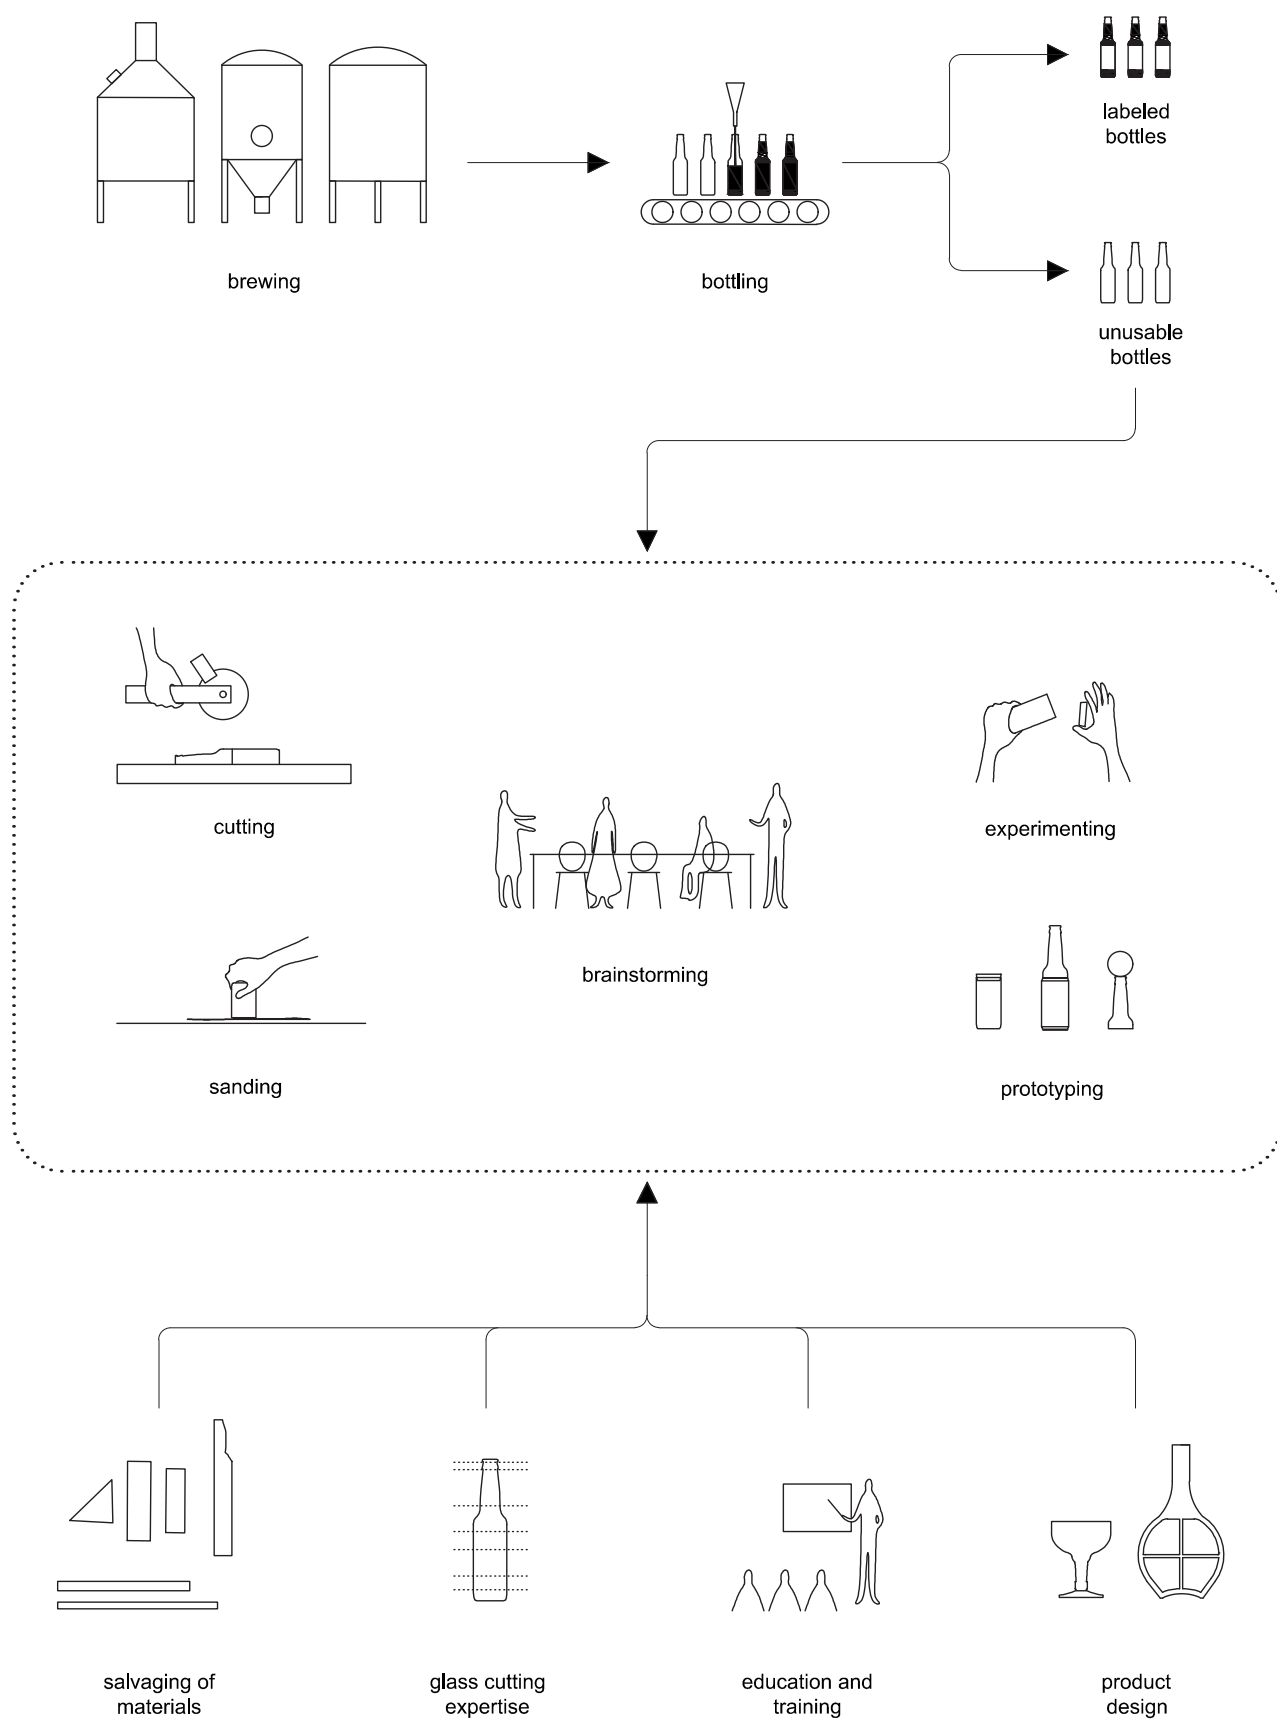 labeled
bottles
brewing
bottling
unusable
bottles
cutting
experimenting
brainstorming
sanding
prototyping
salvaging of
materials
glass cutting
expertise
education and
training
product
design